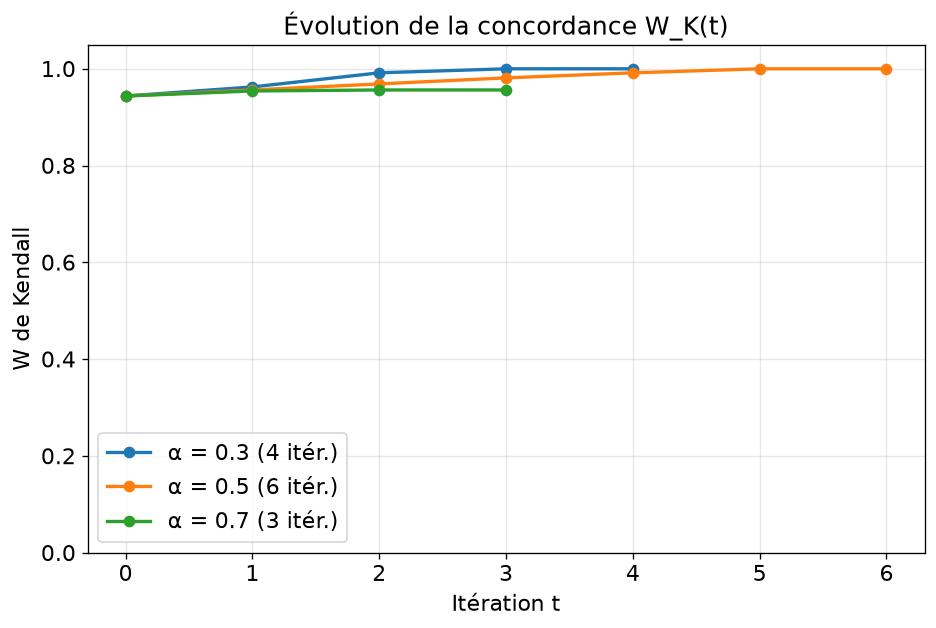 Évolution de la concordance W_K(t)
W de Kendall
1.0
0.8
0.6
0.4
0.2
0.0
α = 0.3 (4 itér.)
α = 0.5 (6 itér.)
α = 0.7 (3 itér.)
0 1 2 3 4 5 6
Itération t